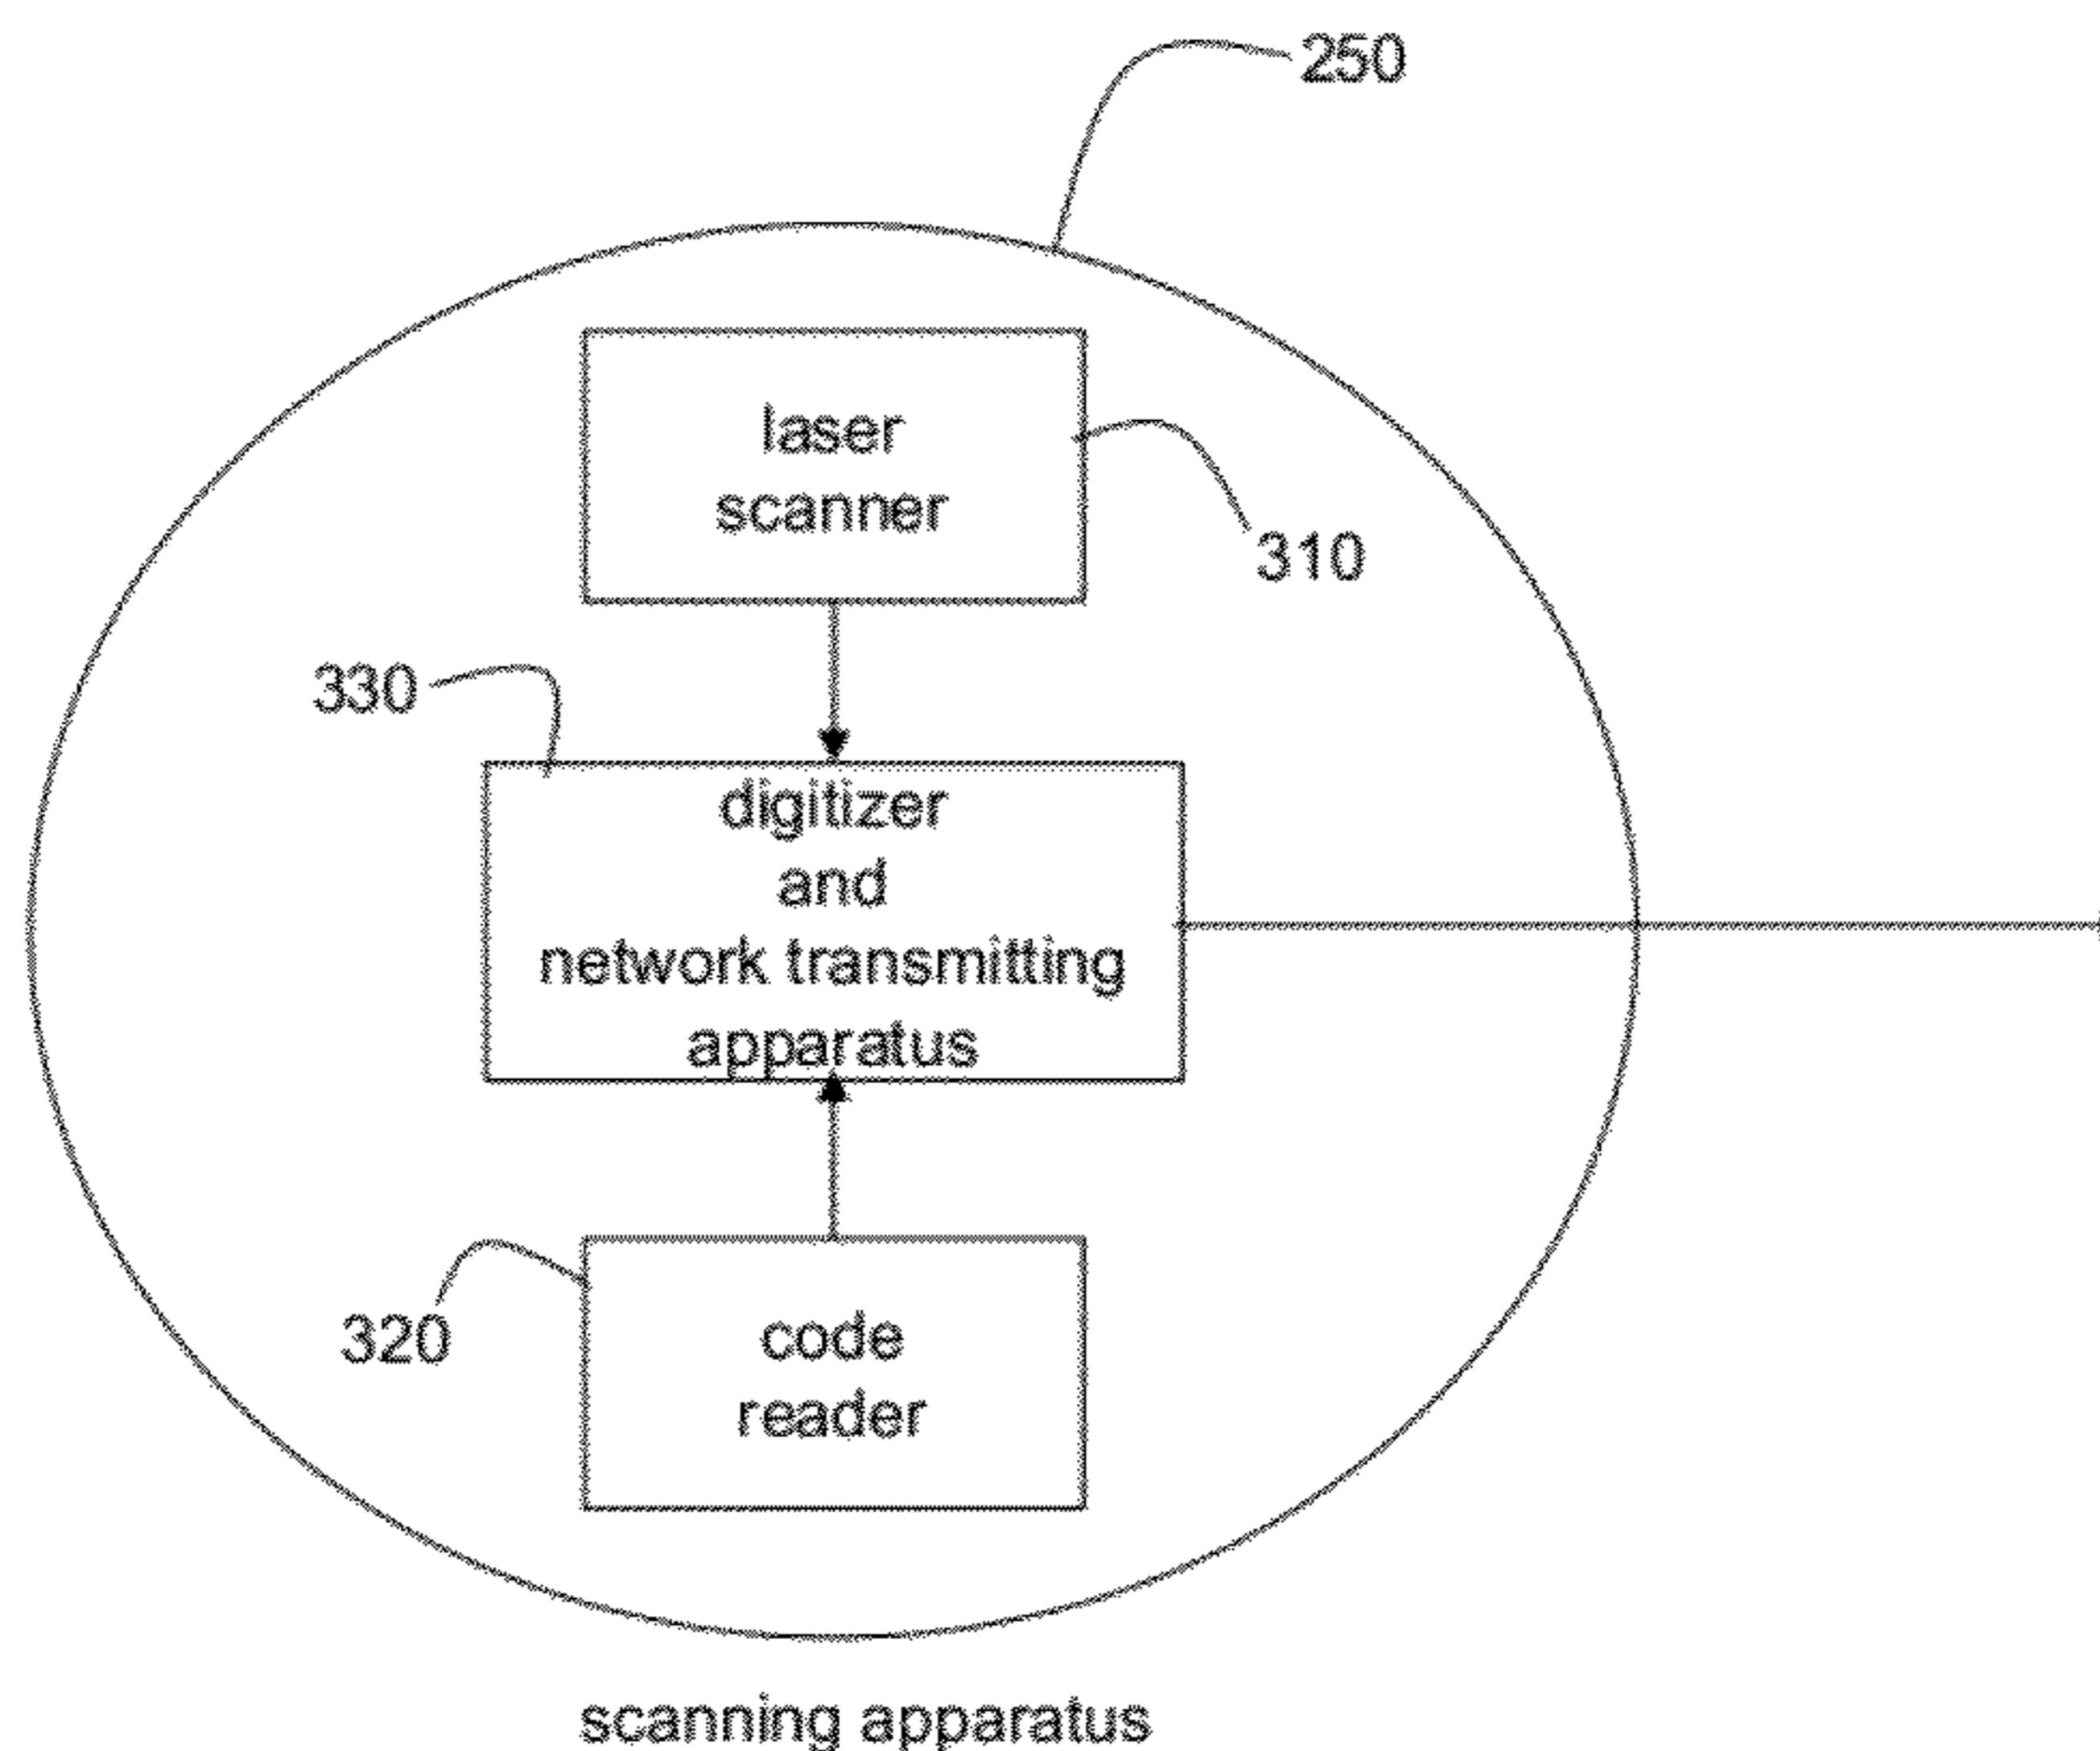 250
laser
scanner
310
330
digitizer
and
network transmitting
apparatus
320
code
reader
scanning apparatus